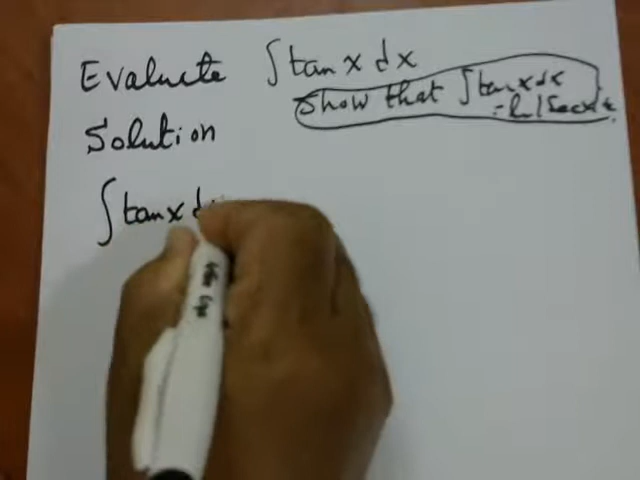 Evaluate ∫tan x dx
Show that ∫tan x dx
= ln|Sec x|+
Solution
∫tan x d